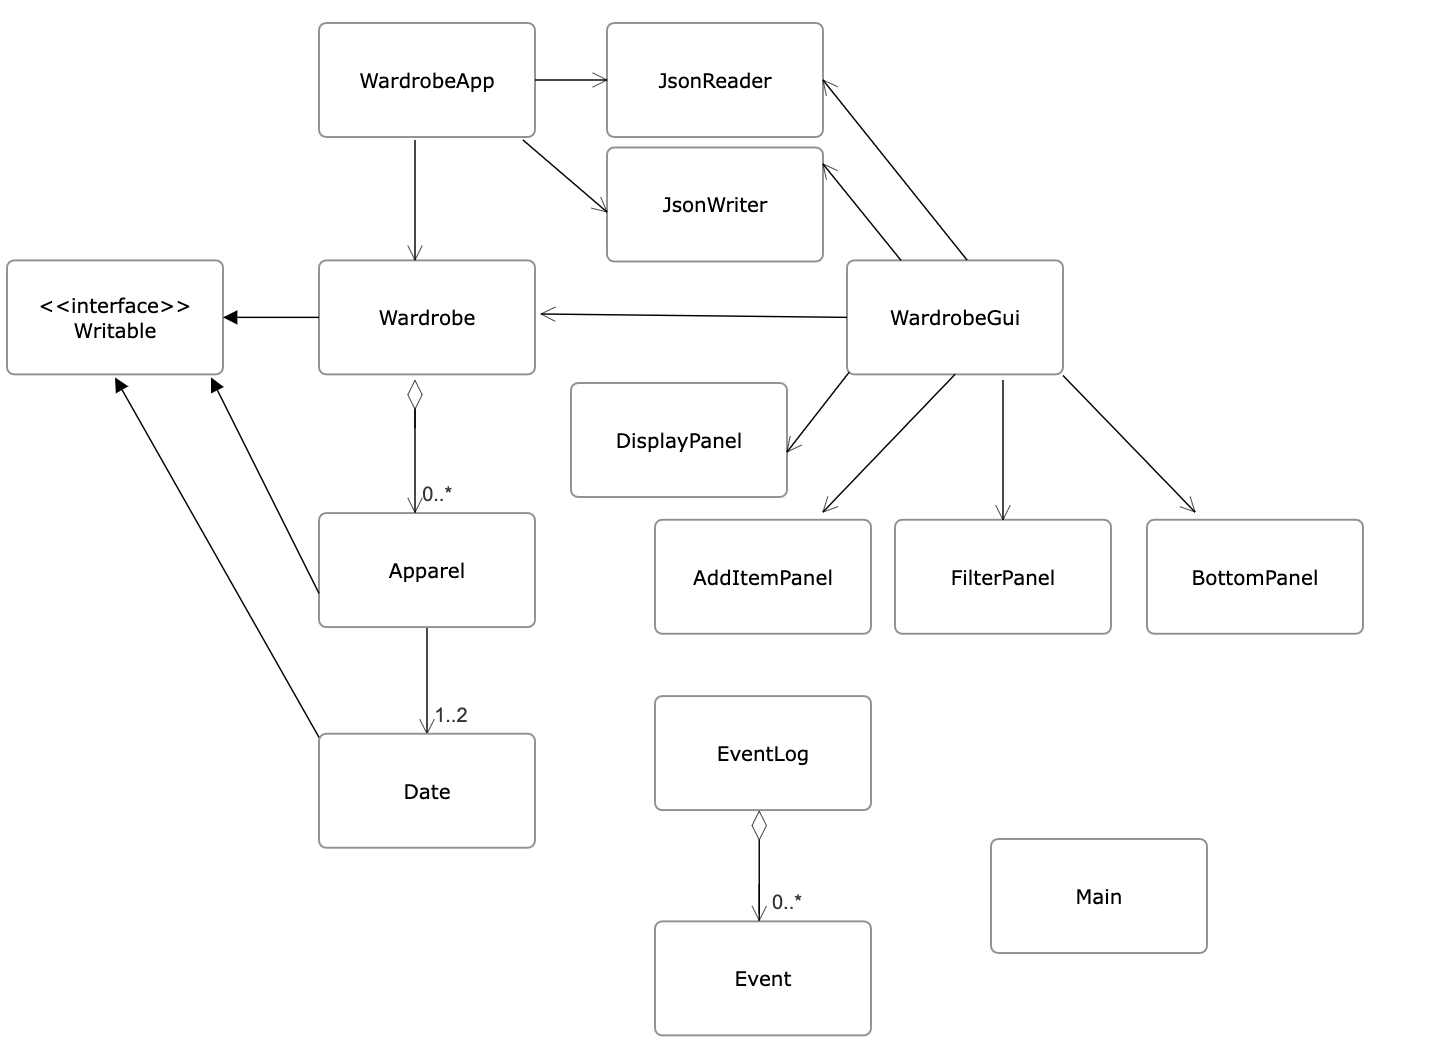 WardrobeApp
JsonReader
JsonWriter
<<interface>>
Writable
Wardrobe
WardrobeGui
DisplayPanel
0..*
Apparel
AddItemPanel
FilterPanel
BottomPanel
1..2
Date
EventLog
0..*
Main
Event